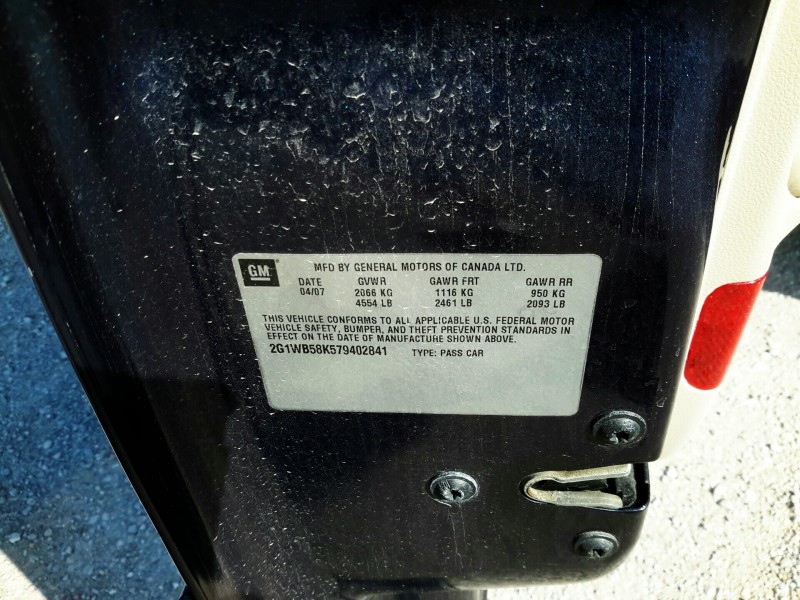 GM MFD BY GENERAL MOTORS OF CANADA LTD.
DATE GVWR GAWR FRT GAWR RR
04/07 2066 KG 1116 KG 950 KG
4554 LB 2461 LB 2093 LB
THIS VEHICLE CONFORMS TO ALL APPLICABLE U.S. FEDERAL MOTOR
VEHICLE SAFETY, BUMPER, AND THEFT PREVENTION STANDARDS IN
EFFECT ON THE DATE OF MANUFACTURE SHOWN ABOVE.
2G1WB58K579402841 TYPE: PASS CAR